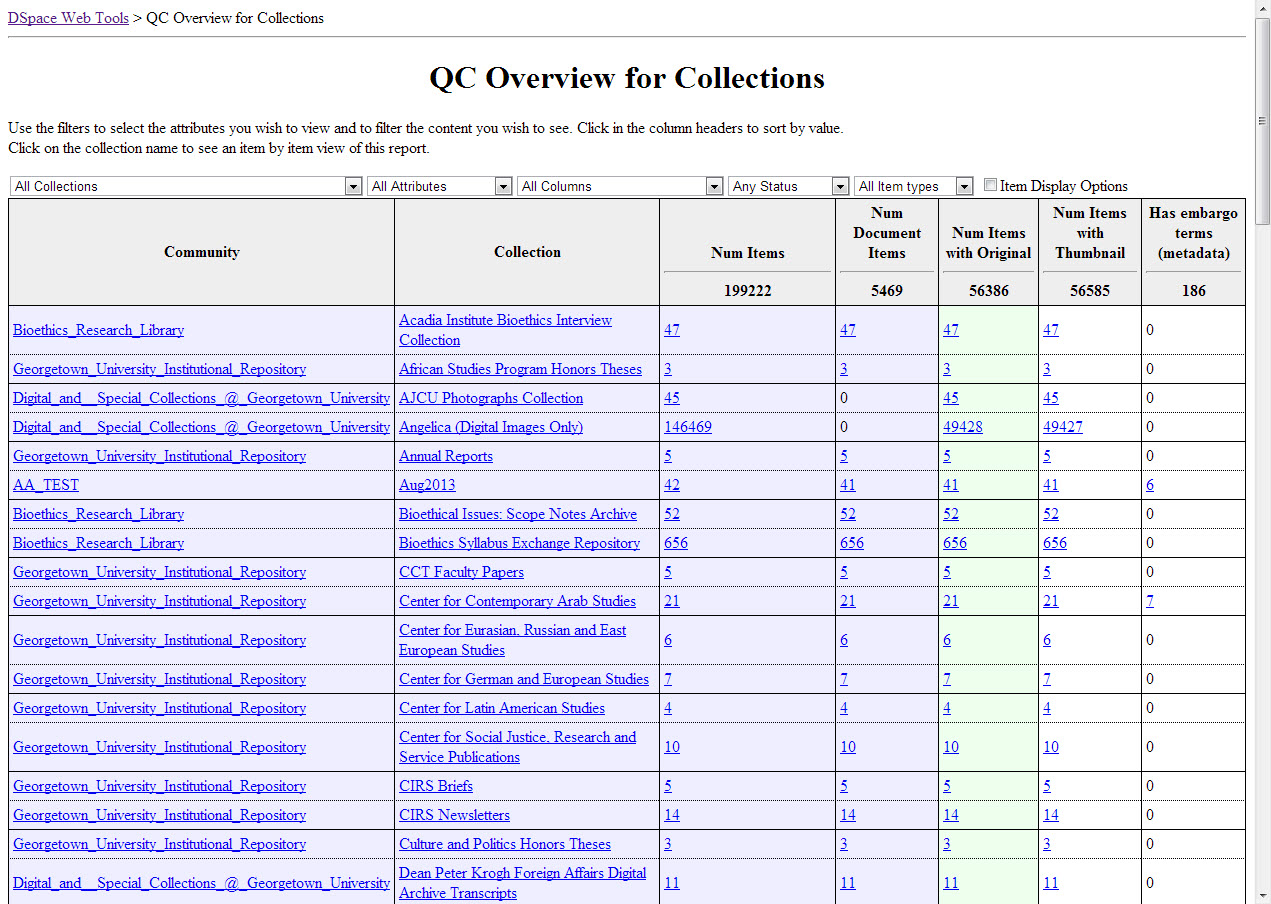 DSpace Web Tools > QC Overview for Collections
QC Overview for Collections
Use the filters to select the attributes you wish to view and to filter the content you wish to see. Click in the column headers to sort by value.
Click on the collection name to see an item by item view of this report.
All Collections All Attributes All Columns Any Status All Item types Item Display Options
Community Collection Num Items 199222 Num Document Items 5469 Num Items with Original 56386 Num Items with Thumbnail 56585 Has embargo terms (metadata) 186
Bioethics_Research_Library Acadia Institute Bioethics Interview Collection 47 47 47 47 0
Georgetown_University_Institutional_Repository African Studies Program Honors Theses 3 3 3 3 0
Digital_and__Special_Collections_@_Georgetown_University AJCU Photographs Collection 45 0 45 45 0
Digital_and__Special_Collections_@_Georgetown_University Angelica (Digital Images Only) 146469 0 49428 49427 0
Georgetown_University_Institutional_Repository Annual Reports 5 5 5 5 0
AA_TEST Aug2013 42 41 41 41 6
Bioethics_Research_Library Bioethical Issues: Scope Notes Archive 52 52 52 52 0
Bioethics_Research_Library Bioethics Syllabus Exchange Repository 656 656 656 656 0
Georgetown_University_Institutional_Repository CCT Faculty Papers 5 5 5 5 0
Georgetown_University_Institutional_Repository Center for Contemporary Arab Studies 21 21 21 21 7
Georgetown_University_Institutional_Repository Center for Eurasian, Russian and East European Studies 6 6 6 6 0
Georgetown_University_Institutional_Repository Center for German and European Studies 7 7 7 7 0
Georgetown_University_Institutional_Repository Center for Latin American Studies 4 4 4 4 0
Georgetown_University_Institutional_Repository Center for Social Justice, Research and Service Publications 10 10 10 10 0
Georgetown_University_Institutional_Repository CIRS Briefs 5 5 5 5 0
Georgetown_University_Institutional_Repository CIRS Newsletters 14 14 14 14 0
Georgetown_University_Institutional_Repository Culture and Politics Honors Theses 3 3 3 3 0
Digital_and__Special_Collections_@_Georgetown_University Dean Peter Krogh Foreign Affairs Digital Archive Transcripts 11 11 11 11 0